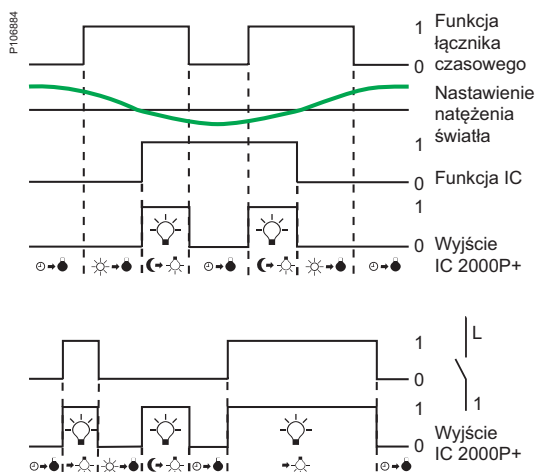 P106884
1 Funkcja
łącznika
0 czasowego
Nastawienie
natężenia
światła
1
0 Funkcja IC
1
0 Wyjście
IC 2000P+
1
0
L
1
1
0 Wyjście
IC 2000P+